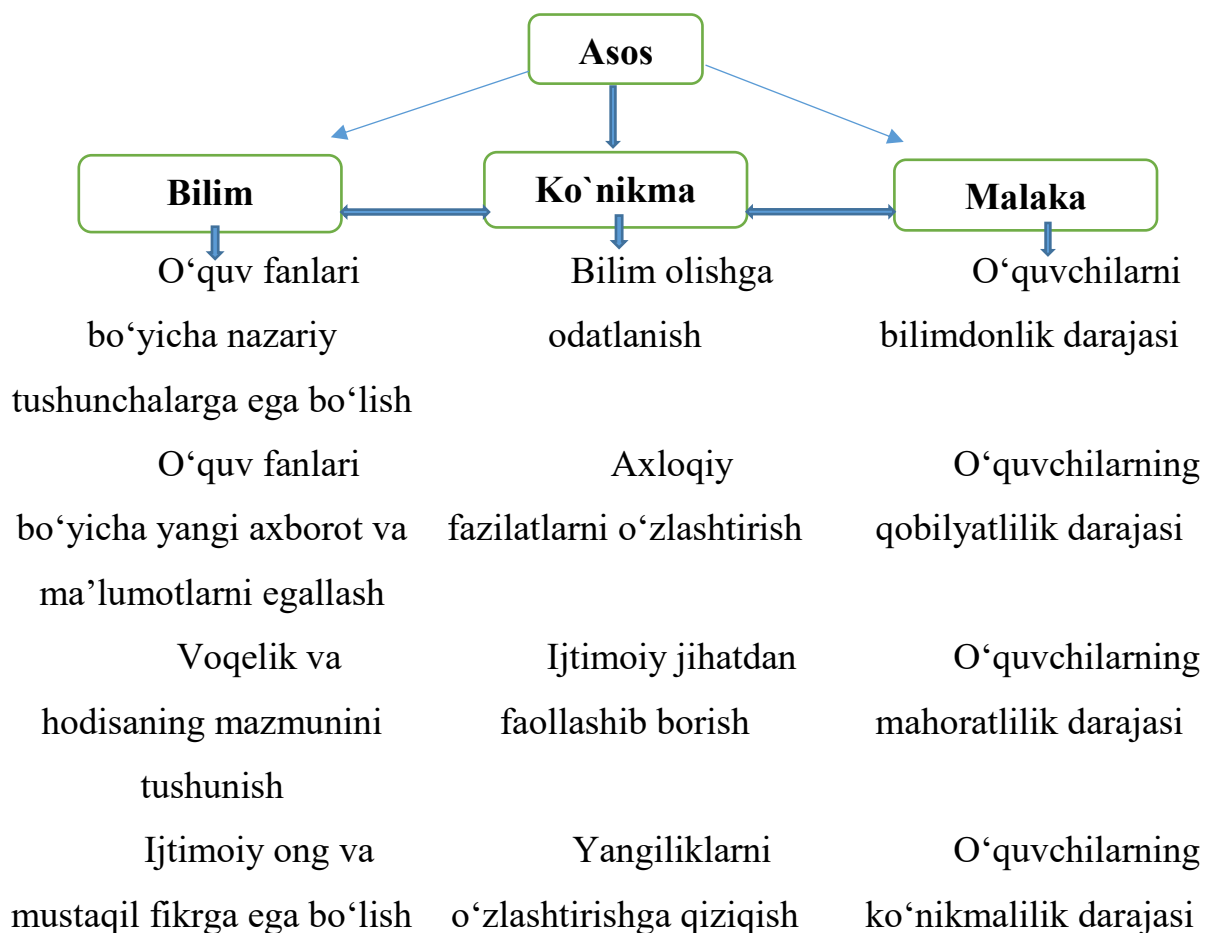 Asos
Bilim
Ko`nikma
Malaka
O‘quv fanlari
bo‘yicha nazariy
tushunchalarga ega bo‘lish
Bilim olishga
odatlanish
O‘quvchilarni
bilimdonlik darajasi
O‘quv fanlari
bo‘yicha yangi axborot va
ma’lumotlarni egallash
Axloqiy
fazilatlarni o‘zlashtirish
O‘quvchilarning
qobilyatlilik darajasi
Voqelik va
hodisaning mazmunini
tushunish
Ijtimoiy jihatdan
faollashib borish
O‘quvchilarning
mahoratlilik darajasi
Ijtimoiy ong va
mustaqil fikrga ega bo‘lish
Yangiliklarni
o‘zlashtirishga qiziqish
O‘quvchilarning
ko‘nikmalilik darajasi